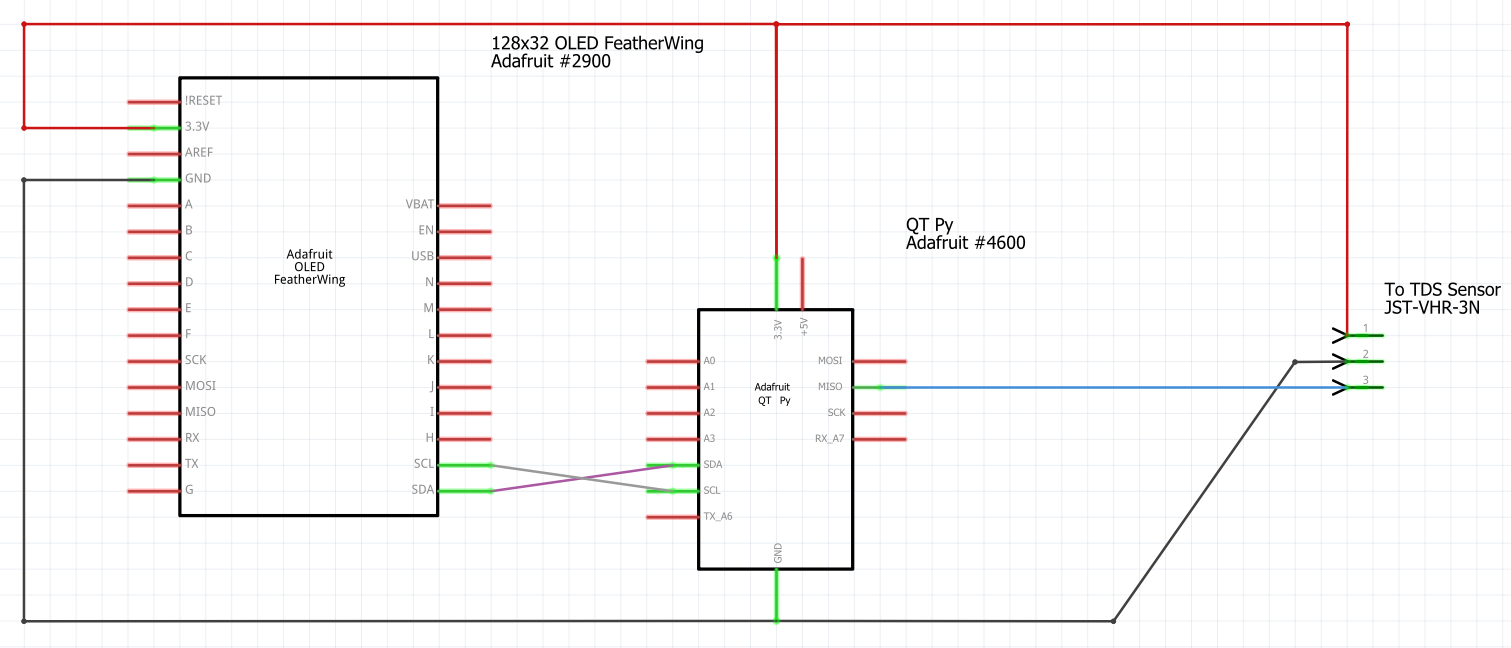 128x32 OLED FeatherWing
Adafruit #2900
!RESET
3.3V
AREF
GND
A
B
C
D
E
F
SCK
MOSI
MISO
RX
TX
G
Adafruit
OLED
FeatherWing
VBAT
EN
USB
N
M
L
K
J
I
H
SCL
SDA
QT Py
Adafruit #4600
3.3V
+5V
A0
A1
A2
A3
SDA
SCL
TX_A6
Adafruit
QT Py
MOSI
MISO
SCK
RX_A7
GND
To TDS Sensor
JST-VHR-3N
1
2
3